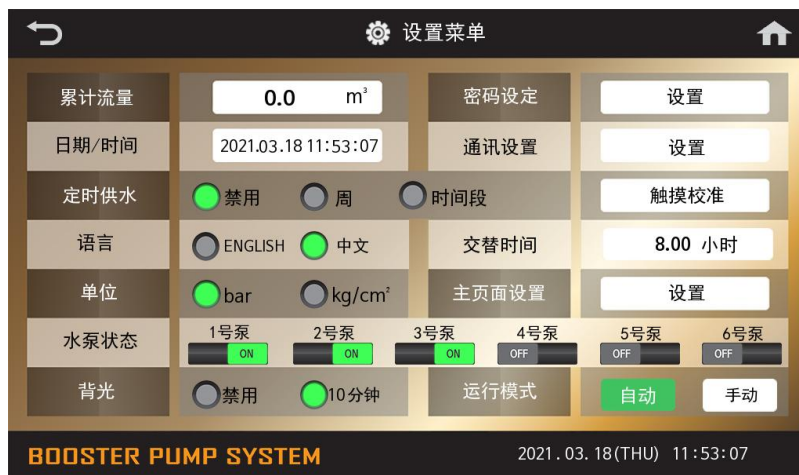 设置菜单
累计流量 0.0 m³ 密码设定 设置
日期/时间 2021.03.18 11:53:07 通讯设置 设置
定时供水 禁用 周 时间段 触摸校准
语言 ENGLISH 中文 交替时间 8.00 小时
单位 bar kg/cm² 主页面设置 设置
水泵状态 1号泵 2号泵 3号泵 4号泵 5号泵 6号泵
ON ON ON OFF OFF OFF
背光 禁用 10分钟 运行模式 自动 手动
BOOSTER PUMP SYSTEM 2021.03.18(THU) 11:53:07